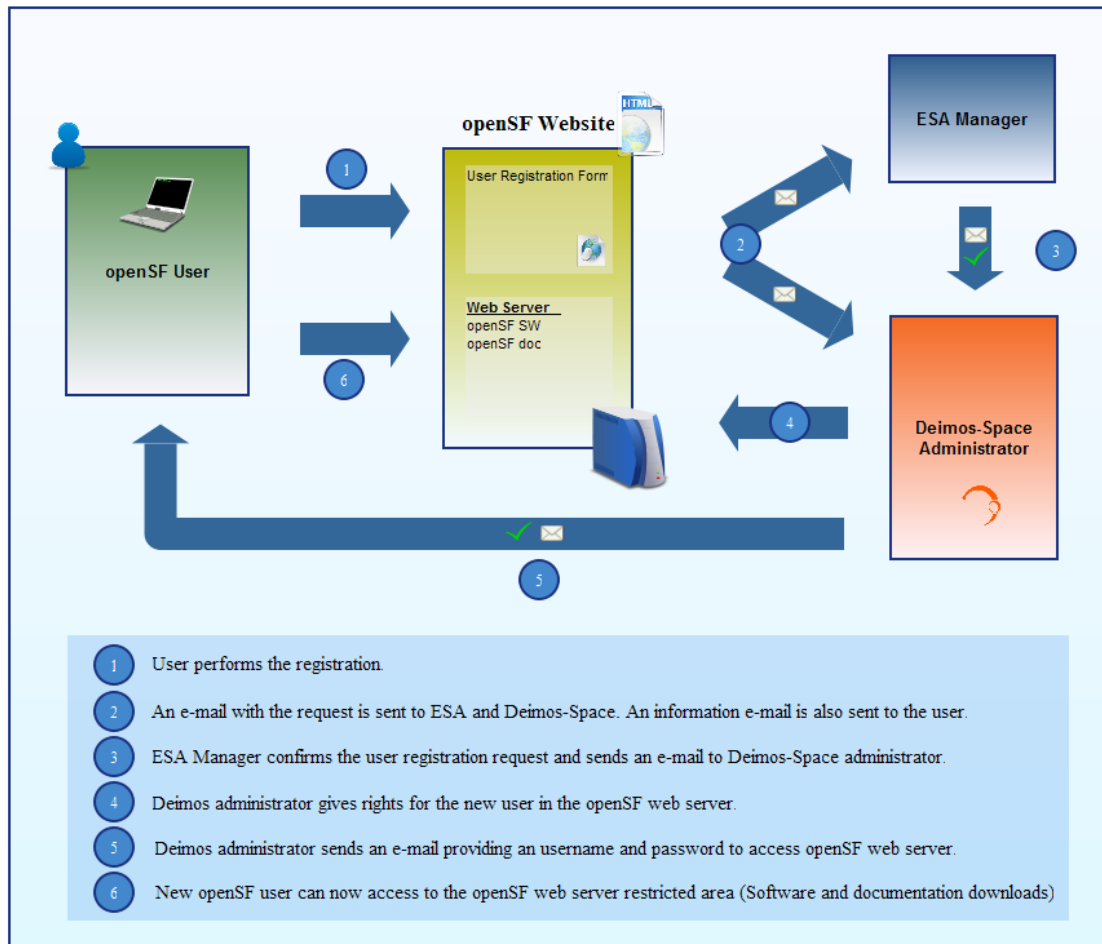 openSF Website
HTML
ESA Manager
1
User Registration Form
openSF User
2
3
Web Server
openSF SW
openSF doc
6
4
Deimos-Space
Administrator
5
1 User performs the registration.
2 An e-mail with the request is sent to ESA and Deimos-Space. An information e-mail is also sent to the user.
3 ESA Manager confirms the user registration request and sends an e-mail to Deimos-Space administrator.
4 Deimos administrator gives rights for the new user in the openSF web server.
5 Deimos administrator sends an e-mail providing an username and password to access openSF web server.
6 New openSF user can now access to the openSF web server restricted area (Software and documentation downloads)